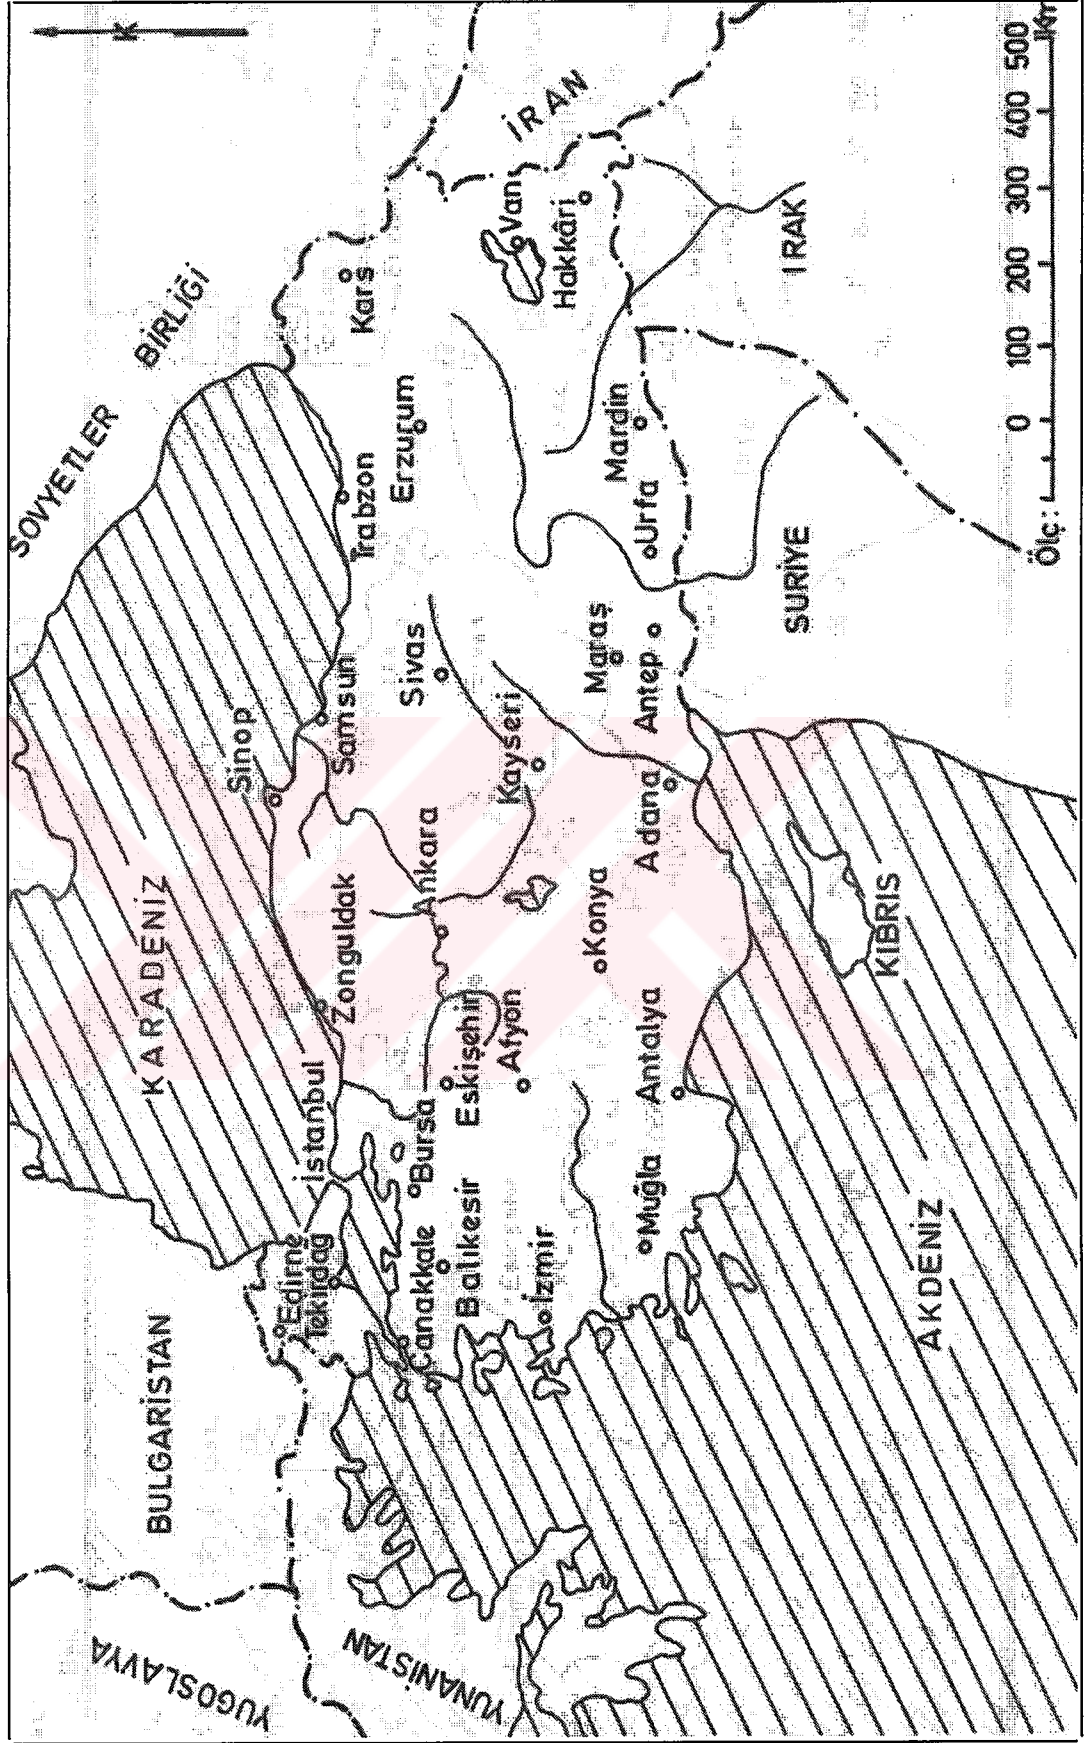 K
SOVYETLER BİRLİĞİ
BULGARİSTAN
YUGOSLAVYA
YUNANİSTAN
KARADENİZ
İRAN
IRAK
SURİYE
KIBRIS
AKDENİZ
Edirne
Tekirdağ
İstanbul
Zonguldak
Sinop
Samsun
Trabzon
Kars
Çanakkale
Bursa
Balıkesir
Eskişehir
Ankara
Sivas
Erzurum
Van
Hakkâri
İzmir
Afyon
Kayseri
Konya
Muğla
Antalya
Adana
Maraş
Antep
Urfa
Mardin
Ölç: 0 100 200 300 400 500 Km